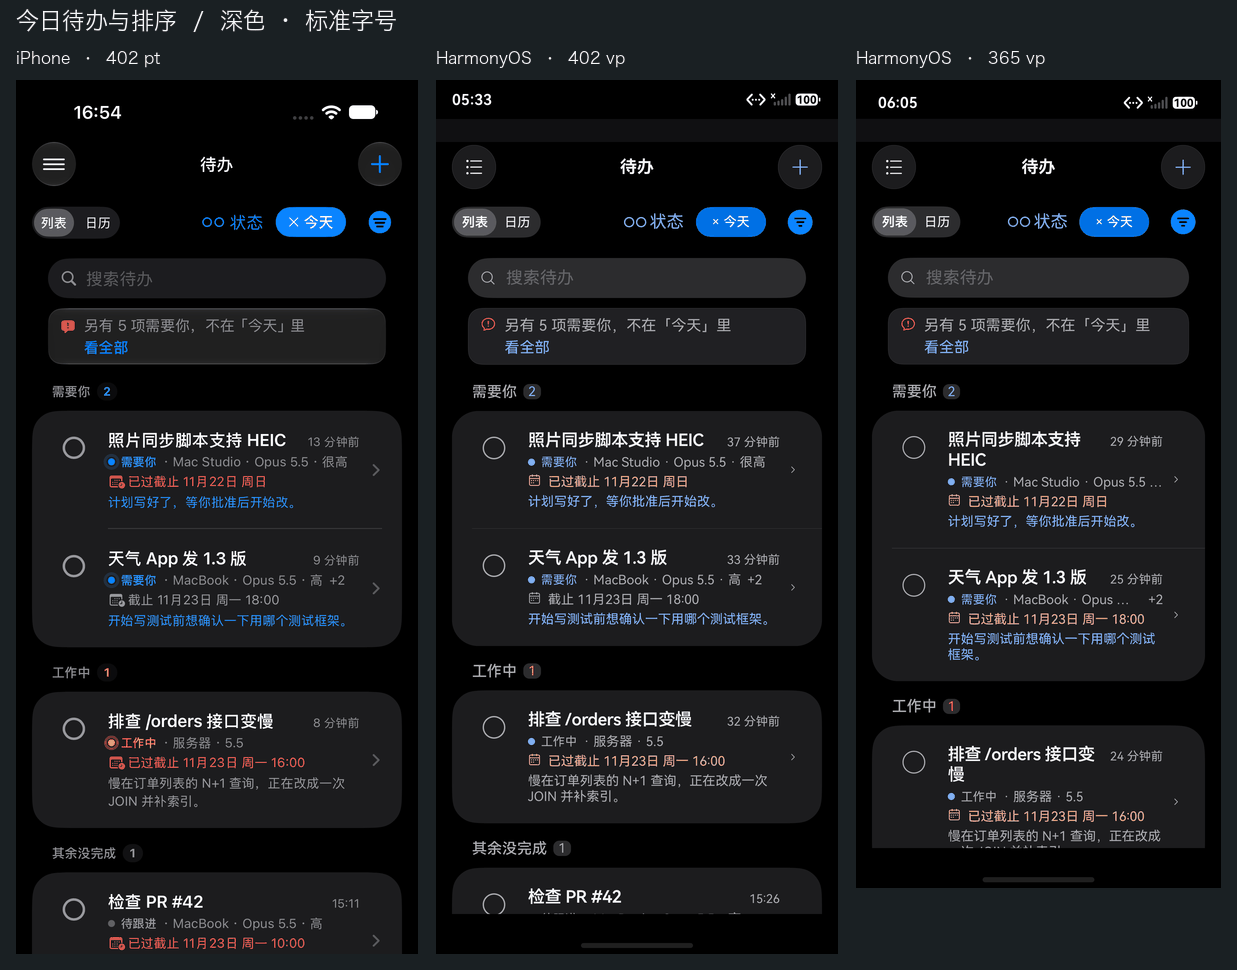 今日待办与排序 / 深色 · 标准字号
iPhone · 402 pt
16:54
待办
列表 日历 状态 × 今天
搜索待办
另有 5 项需要你，不在「今天」里
看全部
需要你 2
照片同步脚本支持 HEIC 13 分钟前
需要你 · Mac Studio · Opus 5.5 · 很高
已过截止 11月22日 周日
计划写好了，等你批准后开始改。
天气 App 发 1.3 版 9 分钟前
需要你 · MacBook · Opus 5.5 · 高 +2
截止 11月23日 周一 18:00
开始写测试前想确认一下用哪个测试框架。
工作中 1
排查 /orders 接口变慢 8 分钟前
工作中 · 服务器 · 5.5
已过截止 11月23日 周一 16:00
慢在订单列表的 N+1 查询，正在改成一次
JOIN 并补索引。
其余没完成 1
检查 PR #42 15:11
待跟进 · MacBook · Opus 5.5 · 高
已过截止 11月23日 周一 10:00
HarmonyOS · 402 vp
05:33 100
待办
列表 日历 状态 × 今天
搜索待办
另有 5 项需要你，不在「今天」里
看全部
需要你 2
照片同步脚本支持 HEIC 37 分钟前
需要你 · Mac Studio · Opus 5.5 · 很高
已过截止 11月22日 周日
计划写好了，等你批准后开始改。
天气 App 发 1.3 版 33 分钟前
需要你 · MacBook · Opus 5.5 · 高 +2
截止 11月23日 周一 18:00
开始写测试前想确认一下用哪个测试框架。
工作中 1
排查 /orders 接口变慢 32 分钟前
工作中 · 服务器 · 5.5
已过截止 11月23日 周一 16:00
慢在订单列表的 N+1 查询，正在改成一次
JOIN 并补索引。
其余没完成 1
检查 PR #42 15:26
HarmonyOS · 365 vp
06:05 100
待办
列表 日历 状态 × 今天
搜索待办
另有 5 项需要你，不在「今天」里
看全部
需要你 2
照片同步脚本支持 29 分钟前
HEIC
需要你 · Mac Studio · Opus 5.5 ...
已过截止 11月22日 周日
计划写好了，等你批准后开始改。
天气 App 发 1.3 版 25 分钟前
需要你 · MacBook · Opus ... +2
已过截止 11月23日 周一 18:00
开始写测试前想确认一下用哪个测试
框架。
工作中 1
排查 /orders 接口变 24 分钟前
慢
工作中 · 服务器 · 5.5
已过截止 11月23日 周一 16:00
慢在订单列表的 N+1 查询，正在改成